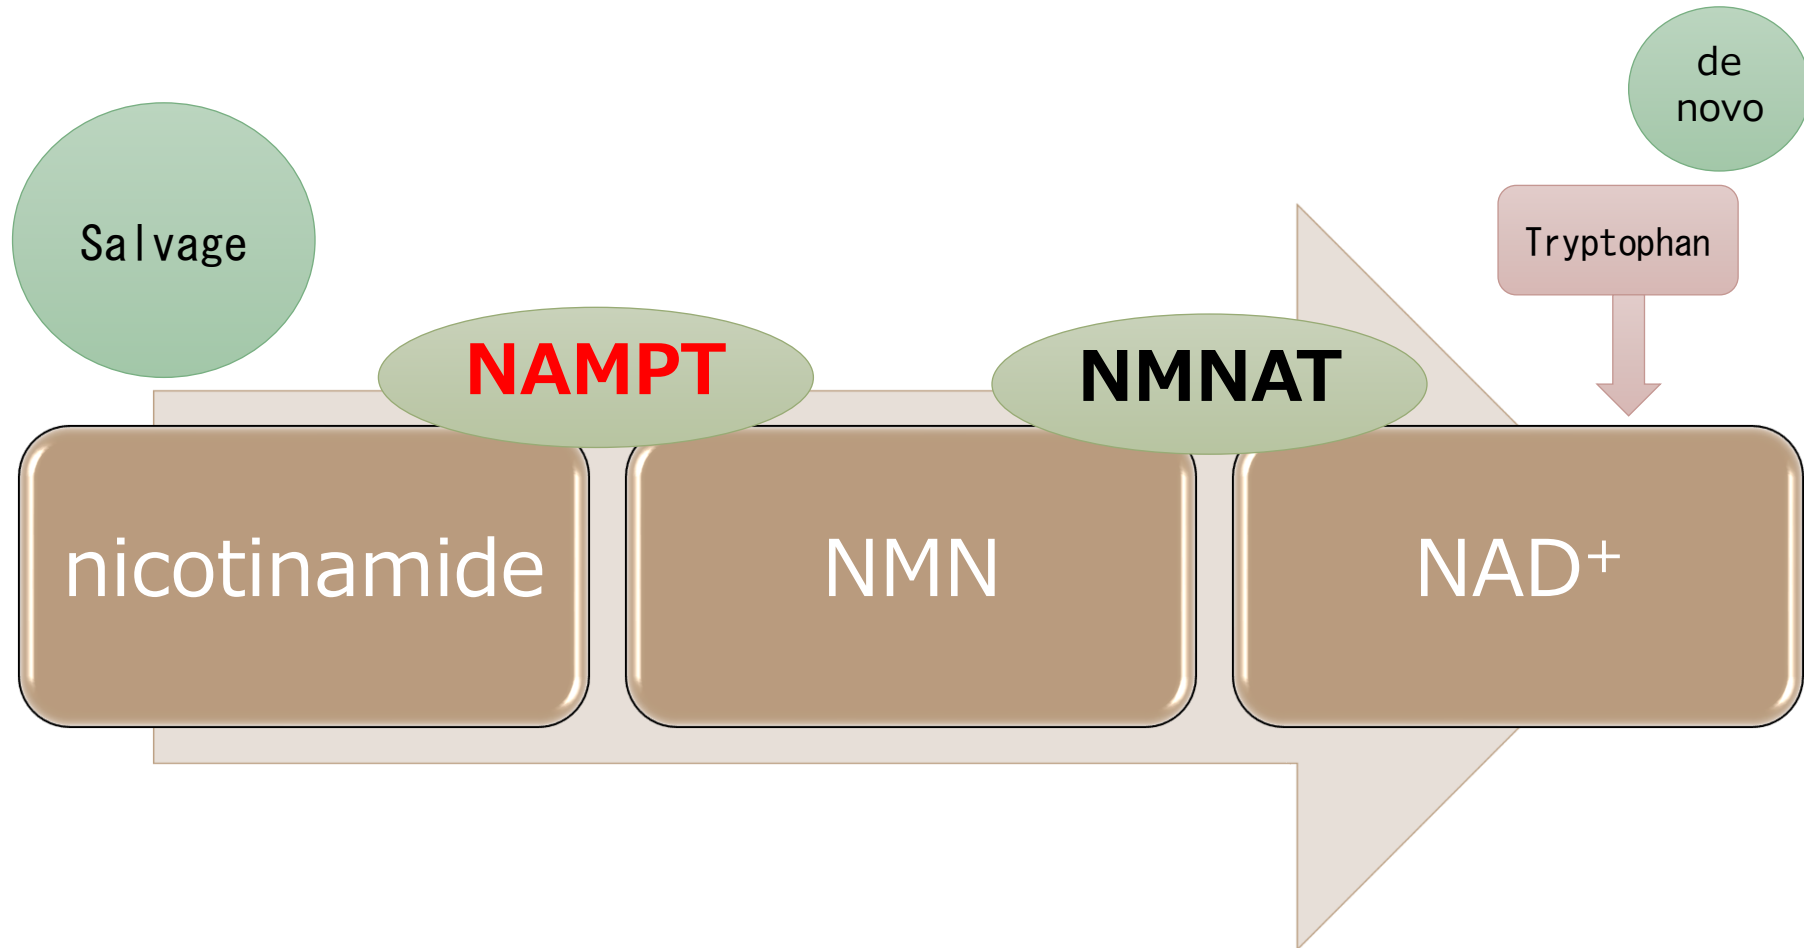 de
novo
Salvage
Tryptophan
NAMPT
NMNAT
nicotinamide
NMN
NAD⁺